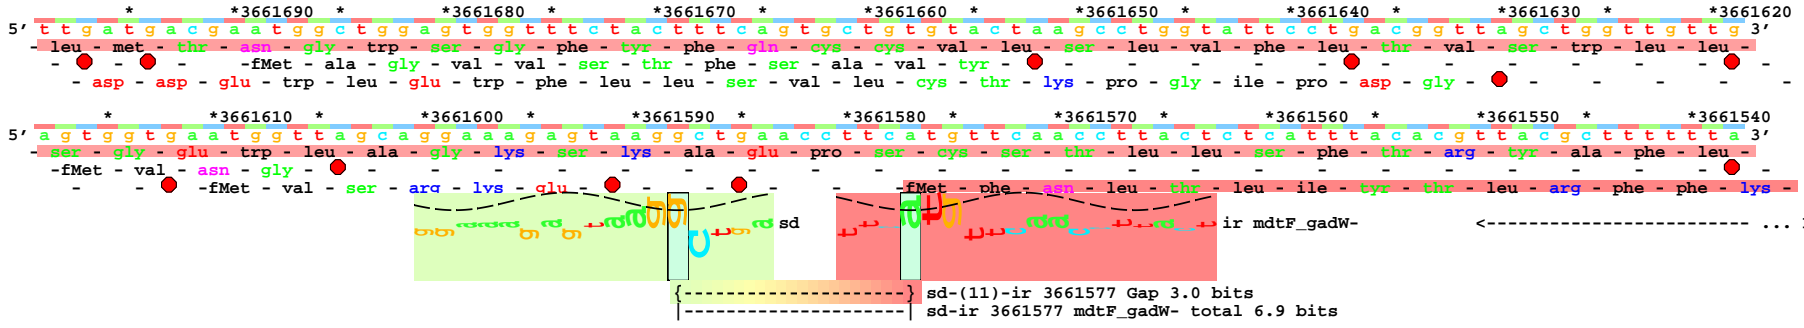 * *3661690 * *3661680 * *3661670 * *3661660 * *3661650 * *3661640 * *3661630 * *3661620
5' t t g a t g a c g a a t g g c t g g a g t g g t t t c t a c t t t c a g t g c t g t g t a c t a a g c c t g g t a t t c c t g a c g g t t a g c t g g t t g t t g 3'
- leu - met - thr - asn - gly - trp - ser - gly - phe - tyr - phe - gln - cys - cys - val - leu - ser - leu - val - phe - leu - thr - val - ser - trp - leu - leu -
- - - -fMet - ala - gly - val - val - ser - thr - phe - ser - ala - val - tyr - - - - - - - - - - - -
- asp - asp - glu - trp - leu - glu - trp - phe - leu - leu - ser - val - leu - cys - thr - lys - pro - gly - ile - pro - asp - gly - - - - -
* *3661610 * *3661600 * *3661590 * *3661580 * *3661570 * *3661560 * *3661550 * *3661540
5' a g t g g t g a a t g g t t a g c a g g a a a g a g t a a g g c t g a a c c t t c a t g t t c a a c c t t a c t c t c a t t t a c a c g t t a c g c t t t t t t a 3'
- ser - gly - glu - trp - leu - ala - gly - lys - ser - lys - ala - glu - pro - ser - cys - ser - thr - leu - leu - ser - phe - thr - arg - tyr - ala - phe - leu -
-fMet - val - asn - gly - - - - - - - - - - - - - - - - - - - - - - -
- - -fMet - val - ser - arg - lys - glu - - - - -fMet - phe - asn - leu - thr - leu - ile - tyr - thr - leu - arg - phe - phe - lys -
sd
ir mdtF_gadW-
<------------------------- ...
{---------------------} sd-(11)-ir 3661577 Gap 3.0 bits
|---------------------| sd-ir 3661577 mdtF_gadW- total 6.9 bits